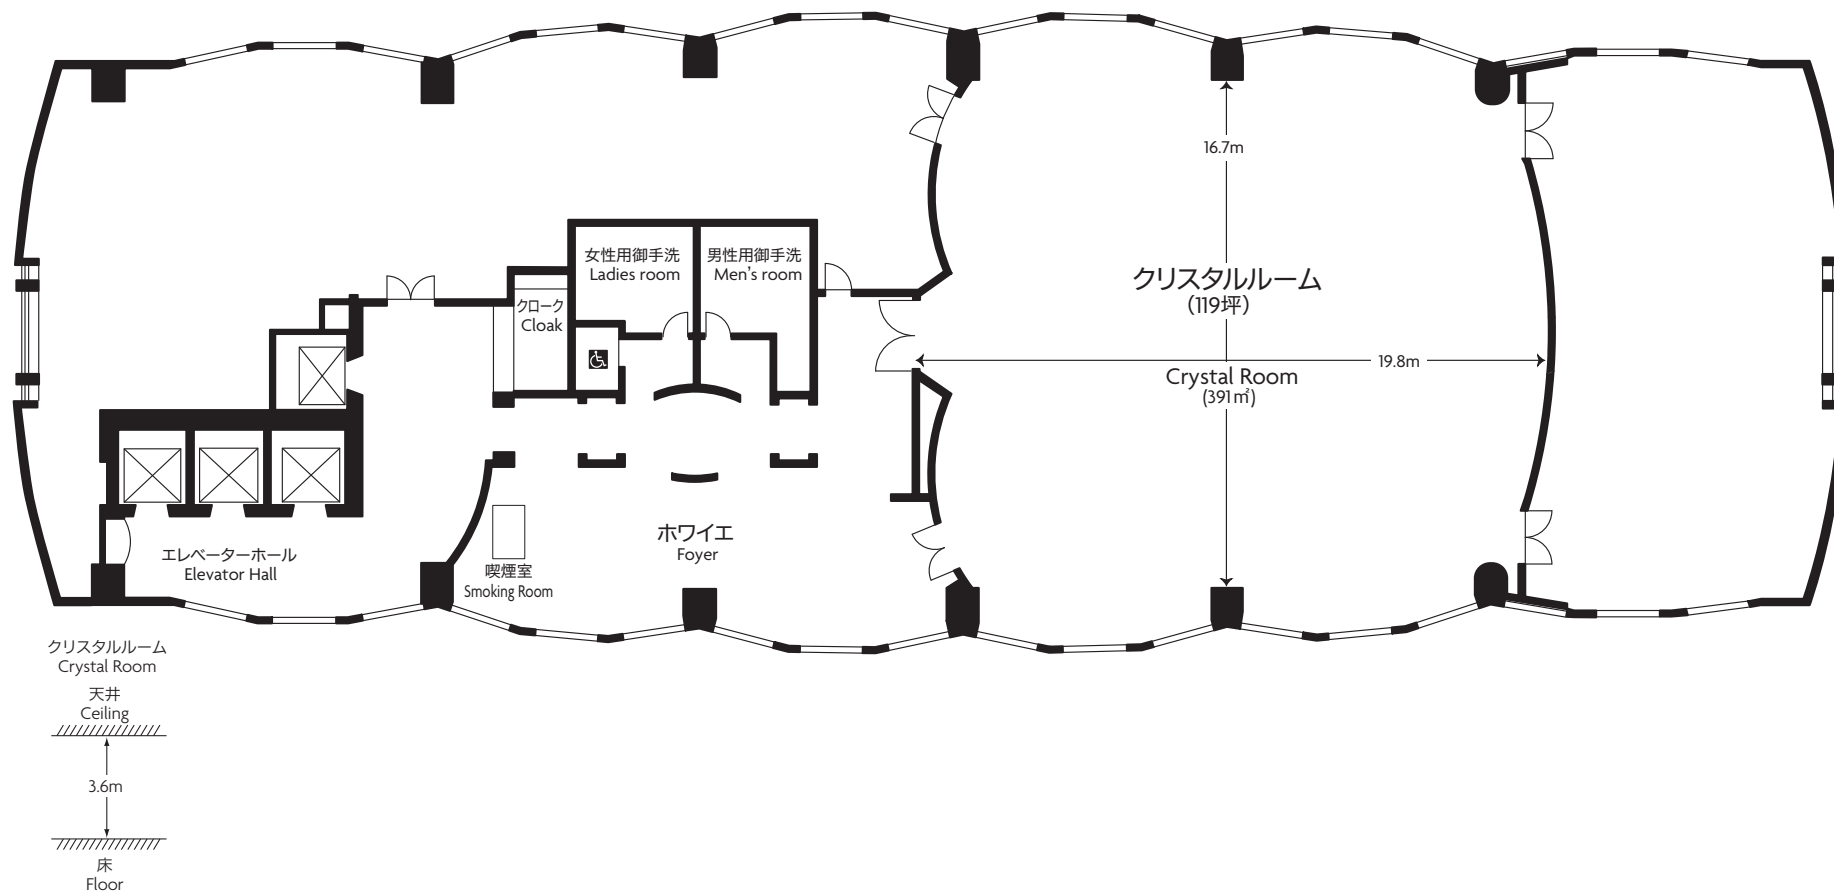 16.7m
女性用御手洗
Ladies room
男性用御手洗
Men's room
クローク
Cloak
クリスタルルーム
(119坪)
19.8m
Crystal Room
(391㎡)
エレベーターホール
Elevator Hall
喫煙室
Smoking Room
ホワイエ
Foyer
クリスタルルーム
Crystal Room
天井
Ceiling
3.6m
床
Floor